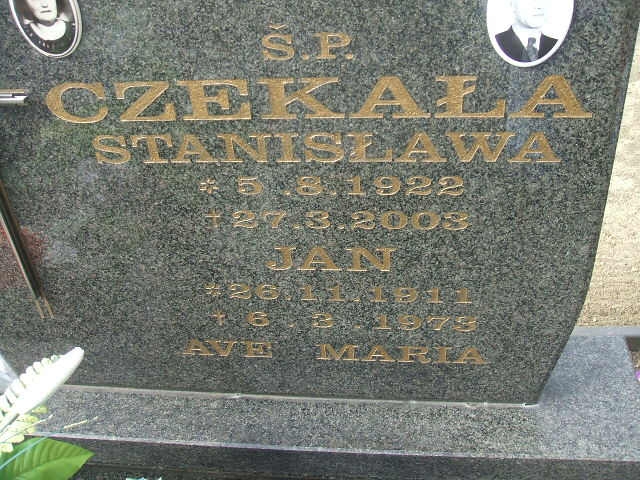 Ś.P.
CZEKAŁA
STANISŁAWA
* 5 .8.1922
† 27.3.2003
JAN
* 26.11.1911
† 6 . 3 .1973
AVE MARIA